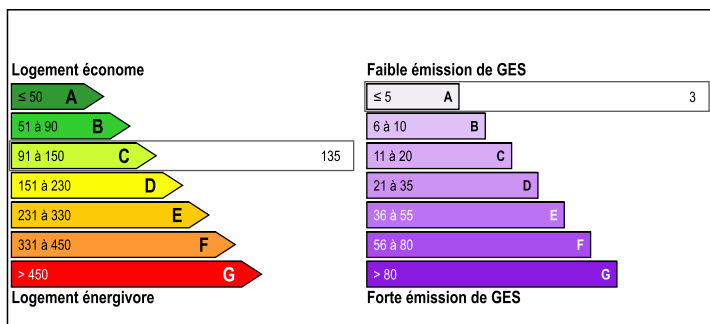 Logement économe
≤ 50 A
51 à 90 B
91 à 150 C 135
151 à 230 D
231 à 330 E
331 à 450 F
> 450 G
Logement énergivore
Faible émission de GES
≤ 5 A 3
6 à 10 B
11 à 20 C
21 à 35 D
36 à 55 E
56 à 80 F
> 80 G
Forte émission de GES